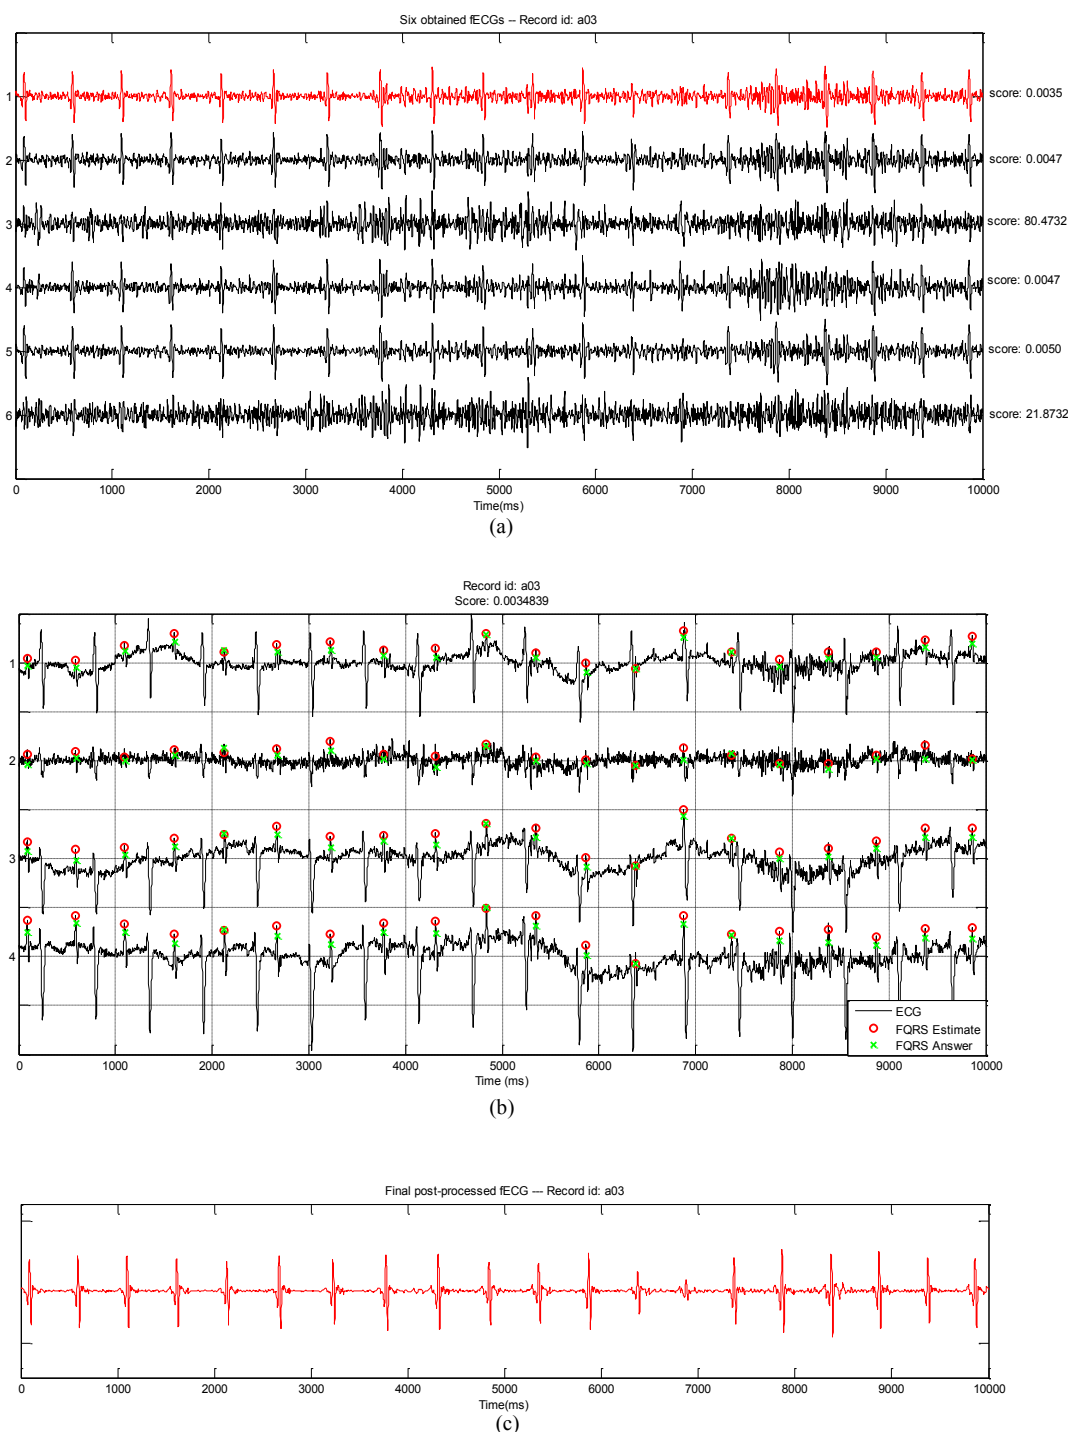 Six obtained fECGs -- Record id: a03
1
score: 0.0035
2
score: 0.0047
3
score: 80.4732
4
score: 0.0047
5
score: 0.0050
6
score: 21.8732
0 1000 2000 3000 4000 5000 6000 7000 8000 9000 10000
Time(ms)
(a)
Record id: a03
Score: 0.0034839
1
2
3
4
ECG
FQRS Estimate
FQRS Answer
0 1000 2000 3000 4000 5000 6000 7000 8000 9000 10000
Time (ms)
(b)
Final post-processed fECG --- Record id: a03
0 1000 2000 3000 4000 5000 6000 7000 8000 9000 10000
Time(ms)
(c)